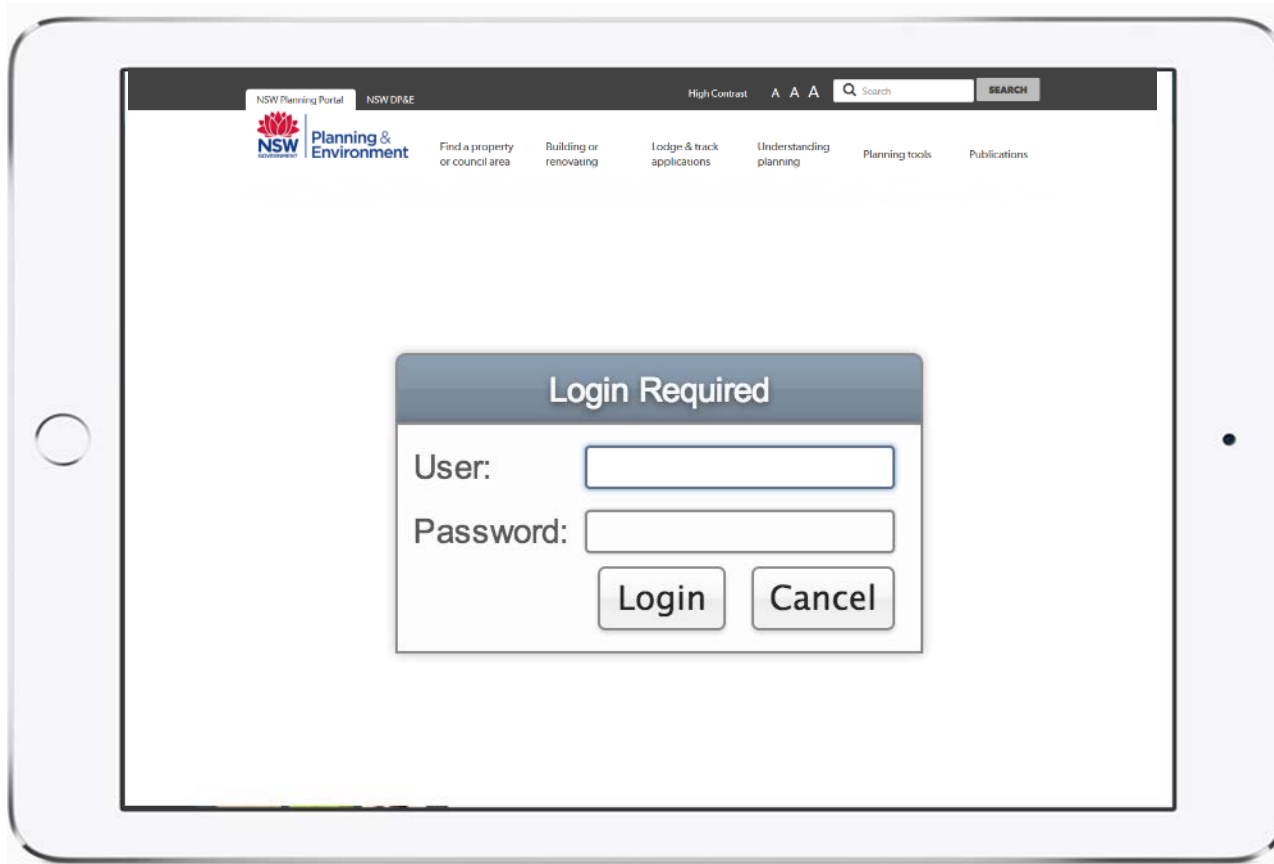 NSW Planning Portal NSW DP&E High Contrast A A A Search SEARCH
NSW GOVERNMENT
Planning &
Environment
Find a property
or council area
Building or
renovating
Lodge & track
applications
Understanding
planning
Planning tools
Publications
Login Required
User:
Password:
Login Cancel